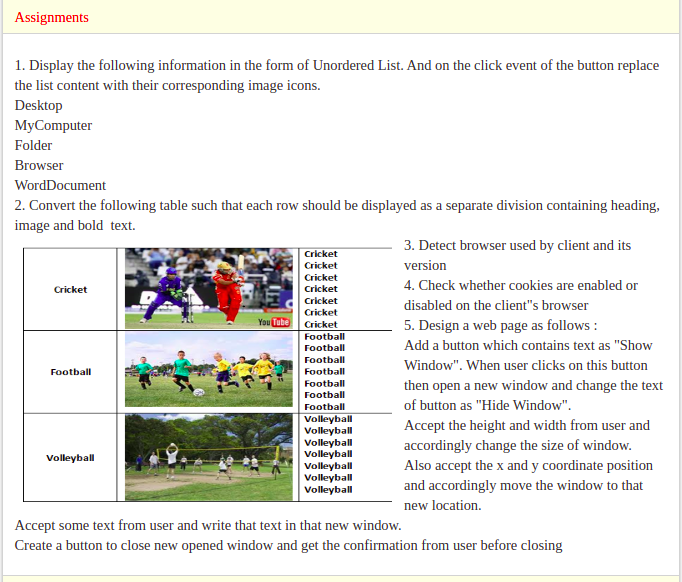 Assignments
1. Display the following information in the form of Unordered List. And on the click event of the button replace
the list content with their corresponding image icons.
Desktop
MyComputer
Folder
Browser
WordDocument
2. Convert the following table such that each row should be displayed as a separate division containing heading,
image and bold  text.
Cricket
You Tube
Cricket
Cricket
Cricket
Cricket
Cricket
Cricket
Cricket
Football
Football
Football
Football
Football
Football
Football
Football
Volleyball
Volleyball
Volleyball
Volleyball
Volleyball
Volleyball
Volleyball
Volleyball
3. Detect browser used by client and its
version
4. Check whether cookies are enabled or
disabled on the client"s browser
5. Design a web page as follows :
Add a button which contains text as "Show
Window". When user clicks on this button
then open a new window and change the text
of button as "Hide Window".
Accept the height and width from user and
accordingly change the size of window.
Also accept the x and y coordinate position
and accordingly move the window to that
new location.
Accept some text from user and write that text in that new window.
Create a button to close new opened window and get the confirmation from user before closing